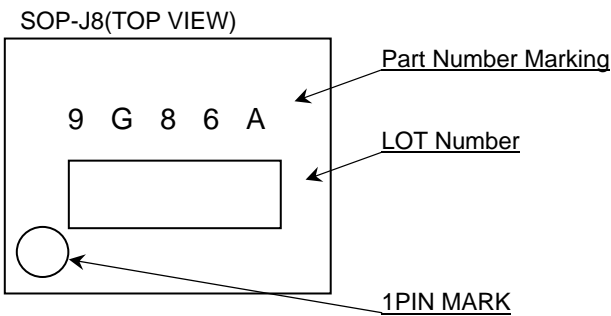 SOP-J8(TOP VIEW)
Part Number Marking
9 G 8 6 A
LOT Number
1PIN MARK